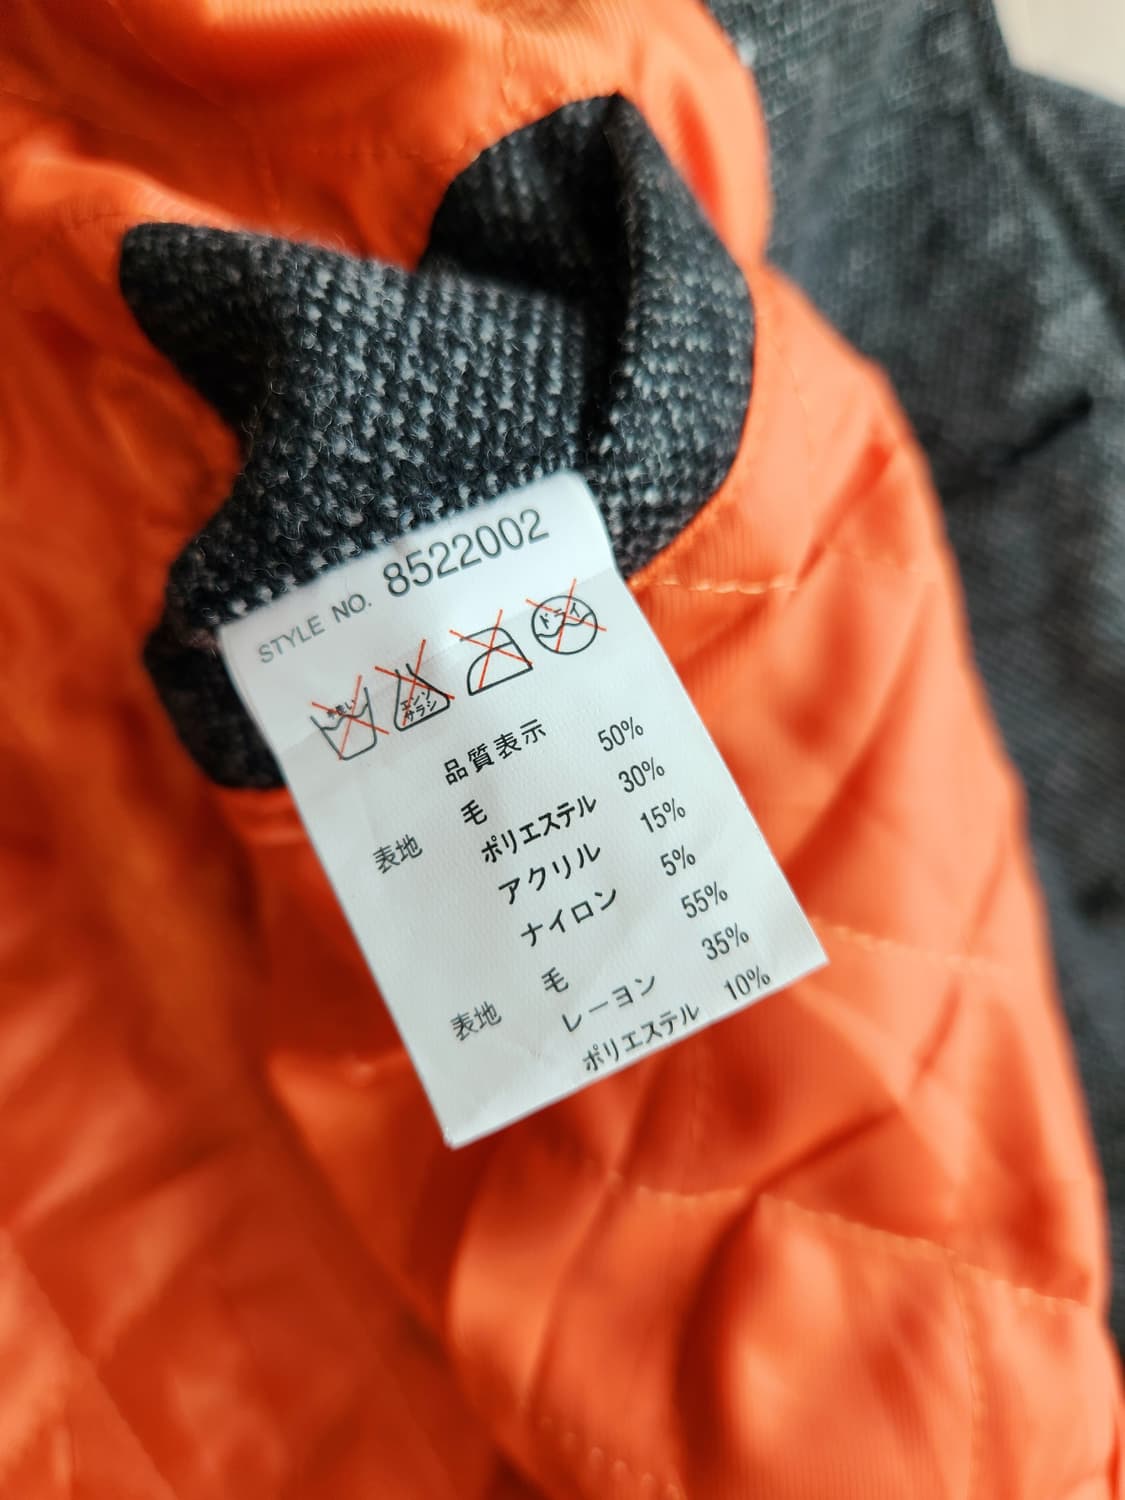 STYLE NO. 8522002
手洗い
エンソ
サラシ
ドライ
品質表示
表地 毛 50%
ポリエステル 30%
アクリル 15%
ナイロン 5%
表地 毛 55%
レーヨン 35%
ポリエステル 10%